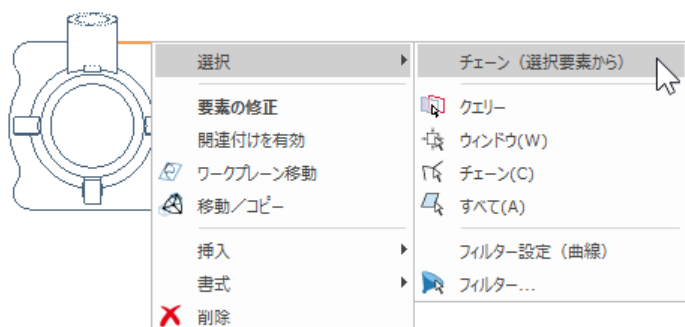 選択
要素の修正
関連付けを有効
ワークプレーン移動
移動／コピー
挿入
書式
削除
チェーン（選択要素から）
クエリー
ウィンドウ(W)
チェーン(C)
すべて(A)
フィルター設定（曲線）
フィルター...